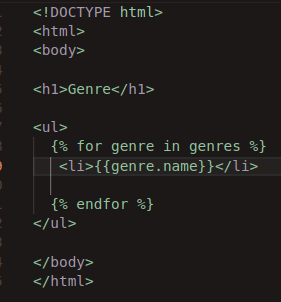 <!DOCTYPE html>
<html>
<body>
<h1>Genre</h1>
<ul>
{% for genre in genres %}
<li>{{genre.name}}</li>
{% endfor %}
</ul>
</body>
</html>